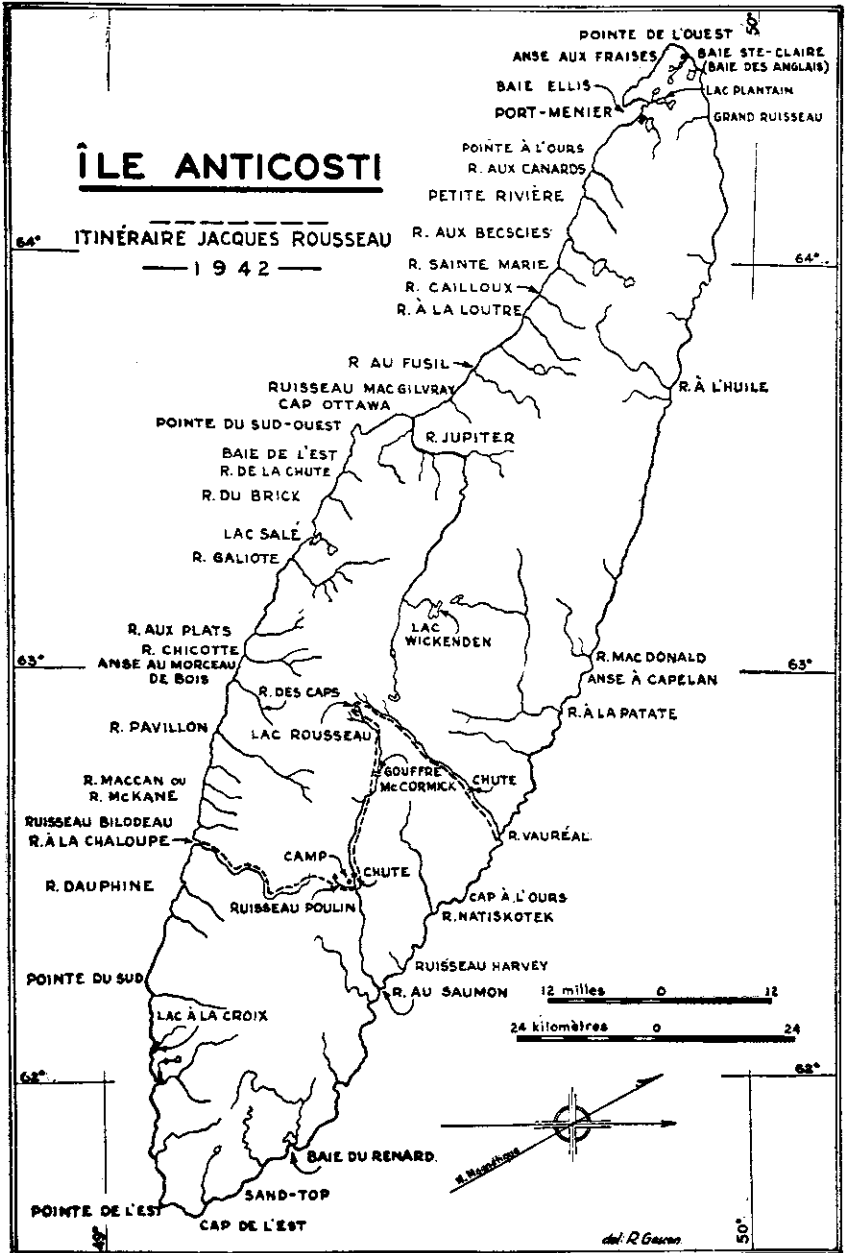 50°
POINTE DE L'OUEST
ANSE AUX FRAISES
BAIE STE-CLAIRE
(BAIE DES ANGLAIS)
BAIE ELLIS
LAC PLANTAIN
PORT-MENIER
GRAND RUISSEAU
POINTE À L'OURS
R. AUX CANARDS
ÎLE ANTICOSTI
PETITE RIVIÈRE
ITINÉRAIRE JACQUES ROUSSEAU
1942
R. AUX BECSCIES
64°
64°
R. SAINTE MARIE
R. CAILLOUX
R. À LA LOUTRE
R AU FUSIL
R. À L'HUILE
RUISSEAU MACGILVRAY
CAP OTTAWA
POINTE DU SUD-OUEST
R. JUPITER
BAIE DE L'EST
R. DE LA CHUTE
R. DU BRICK
LAC SALÉ
R. GALIOTE
R. AUX PLATS
LAC
WICKENDEN
R. CHICOTTE
R. MACDONALD
63°
63°
ANSE AU MORCEAU
DE BOIS
ANSE À CAPELAN
R. DES CAPS
R. À LA PATATE
R. PAVILLON
LAC ROUSSEAU
GOUFFRE
McCORMICK
CHUTE
R. MACCAN OU
R. McKANE
RUISSEAU BILODEAU
R. À LA CHALOUPE
R. VAURÉAL
CAMP
CHUTE
R. DAUPHINE
RUISSEAU POULIN
CAP À L'OURS
R. NATISKOTEK
RUISSEAU HARVEY
POINTE DU SUD
R. AU SAUMON
12 milles 0 12
LAC À LA CROIX
24 kilomètres 0 24
62°
62°
N. Magnétique
BAIE DU RENARD
SAND-TOP
POINTE DE L'EST
CAP DE L'EST
49°
50°
del: R. Gascon